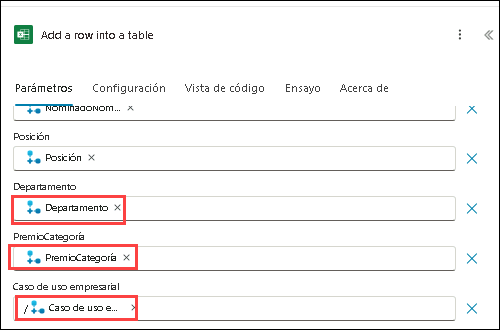 Add a row into a table
Parámetros Configuración Vista de código Ensayo Acerca de
NominadoNom...
Posición
Posición
Departamento
Departamento
PremioCategoría
PremioCategoría
Caso de uso empresarial
/ Caso de uso e...